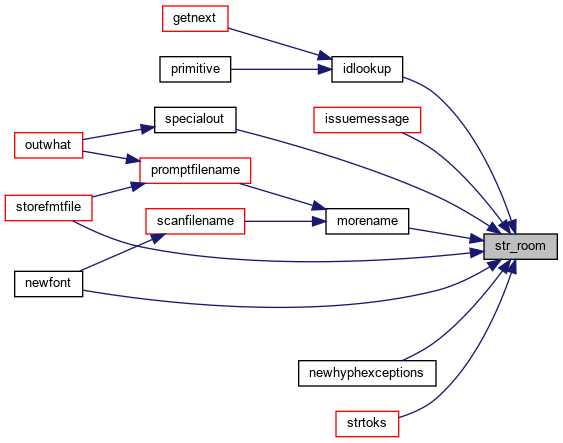 getnext
primitive
idlookup
specialout
issuemessage
outwhat
promptfilename
storefmtfile
scanfilename
morename
str_room
newfont
newhyphexceptions
strtoks